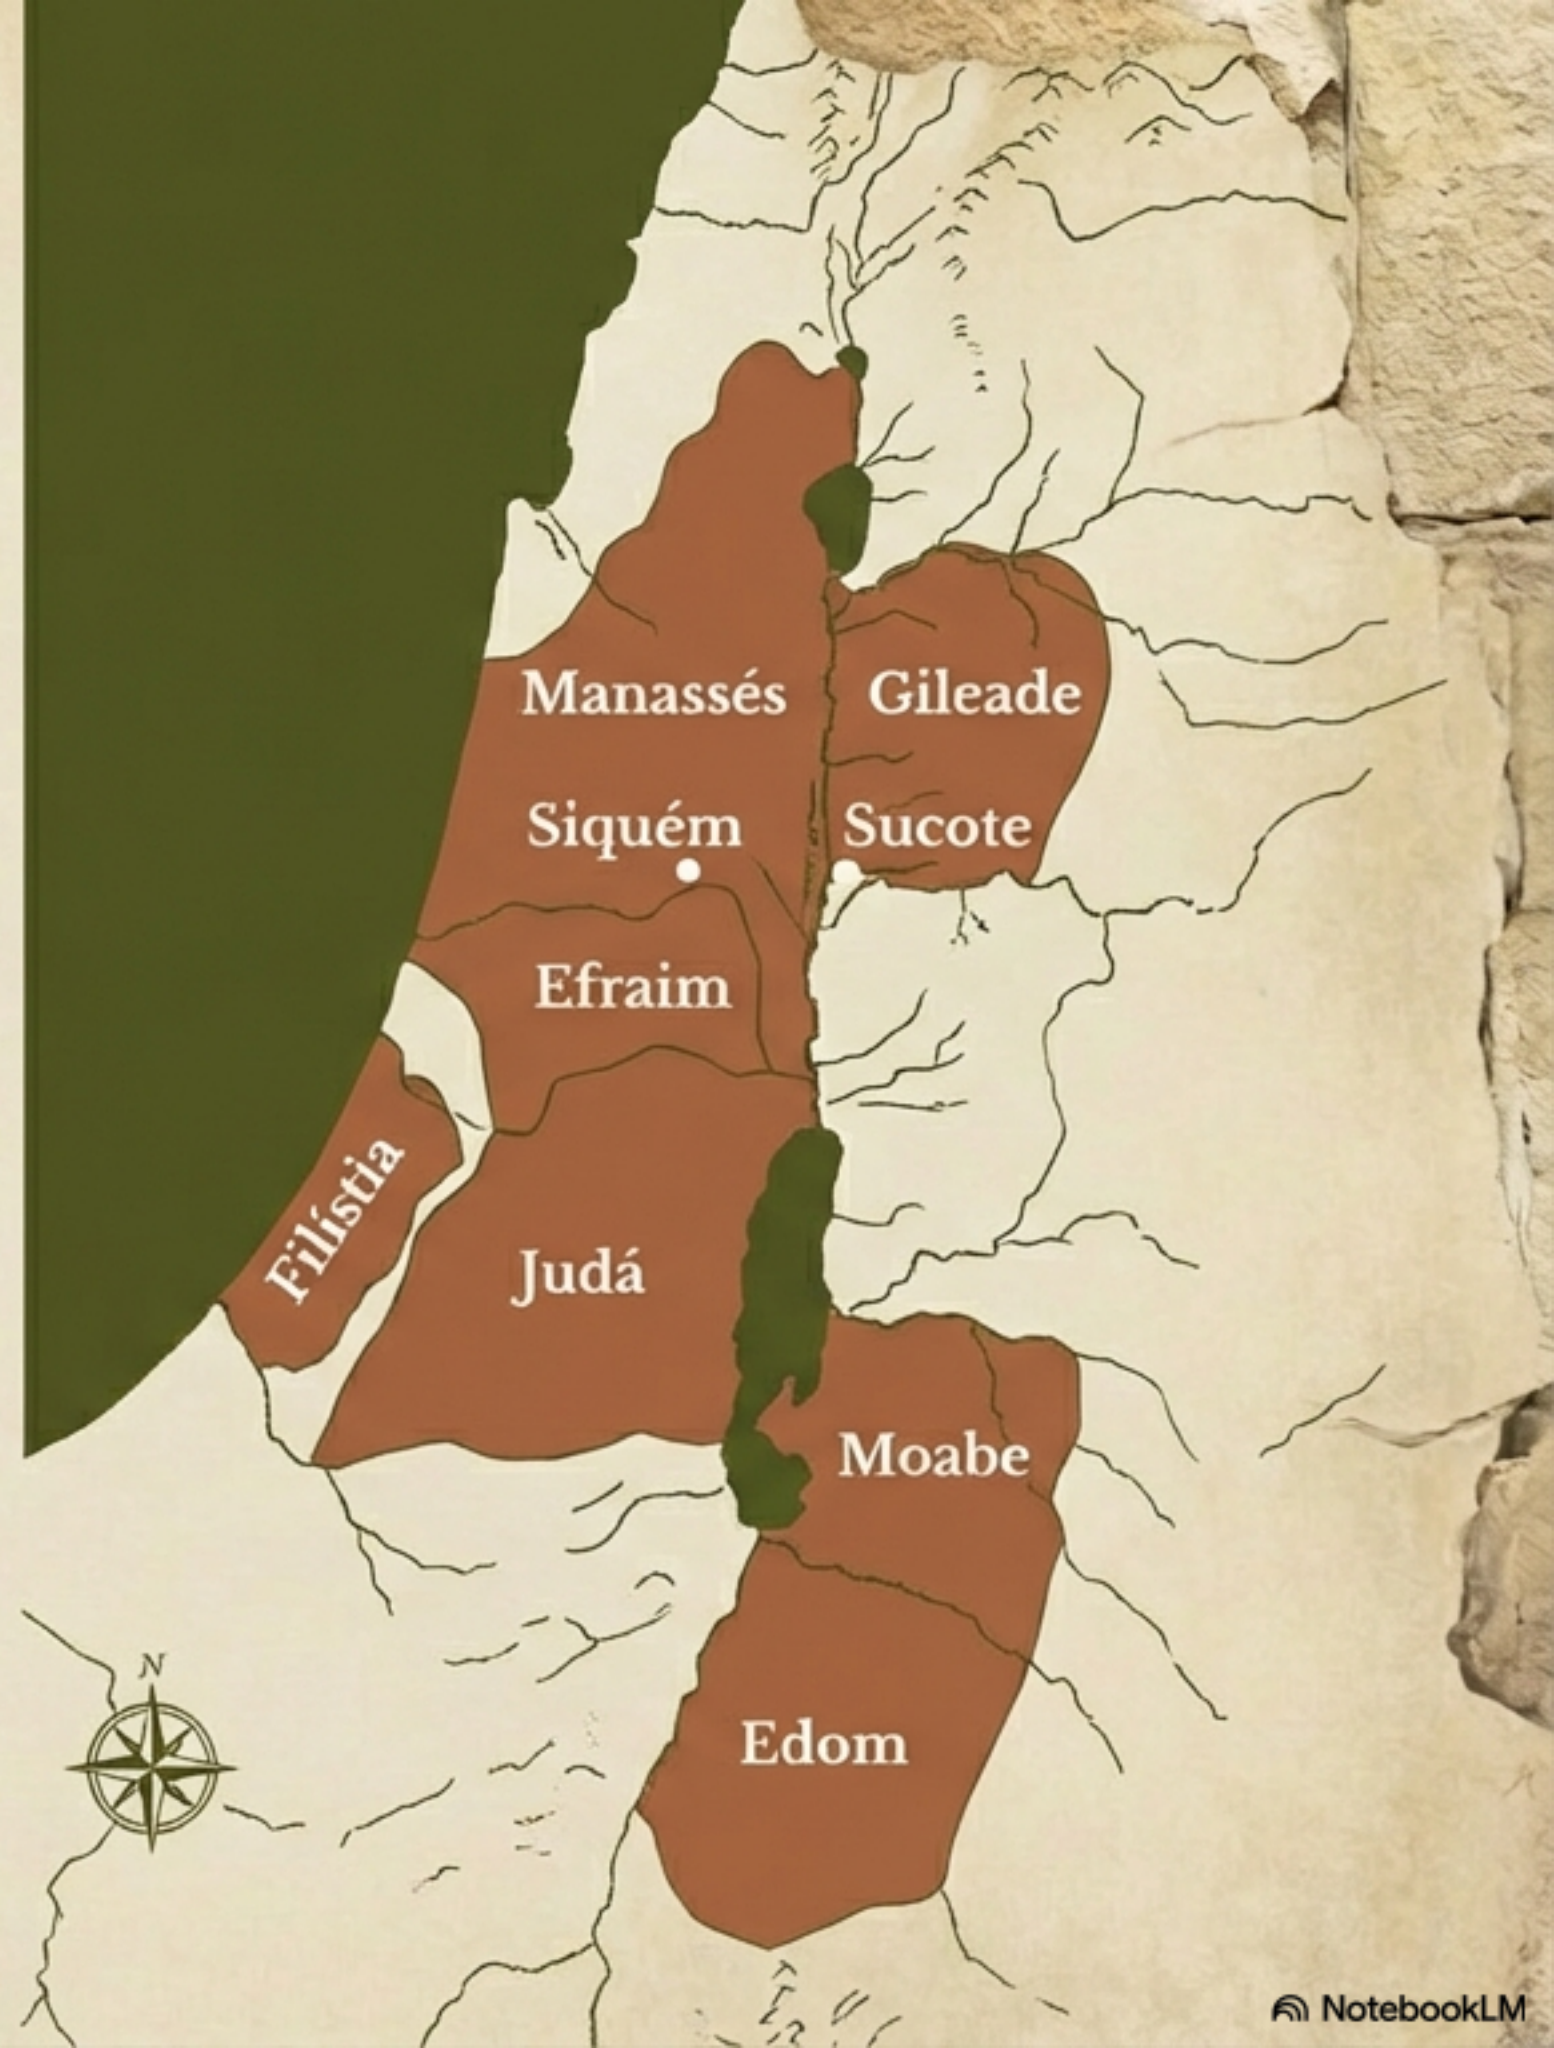 Manassés
Gileade
Siquém
Sucote
Efraim
Filístia
Judá
Moabe
N
Edom
NotebookLM